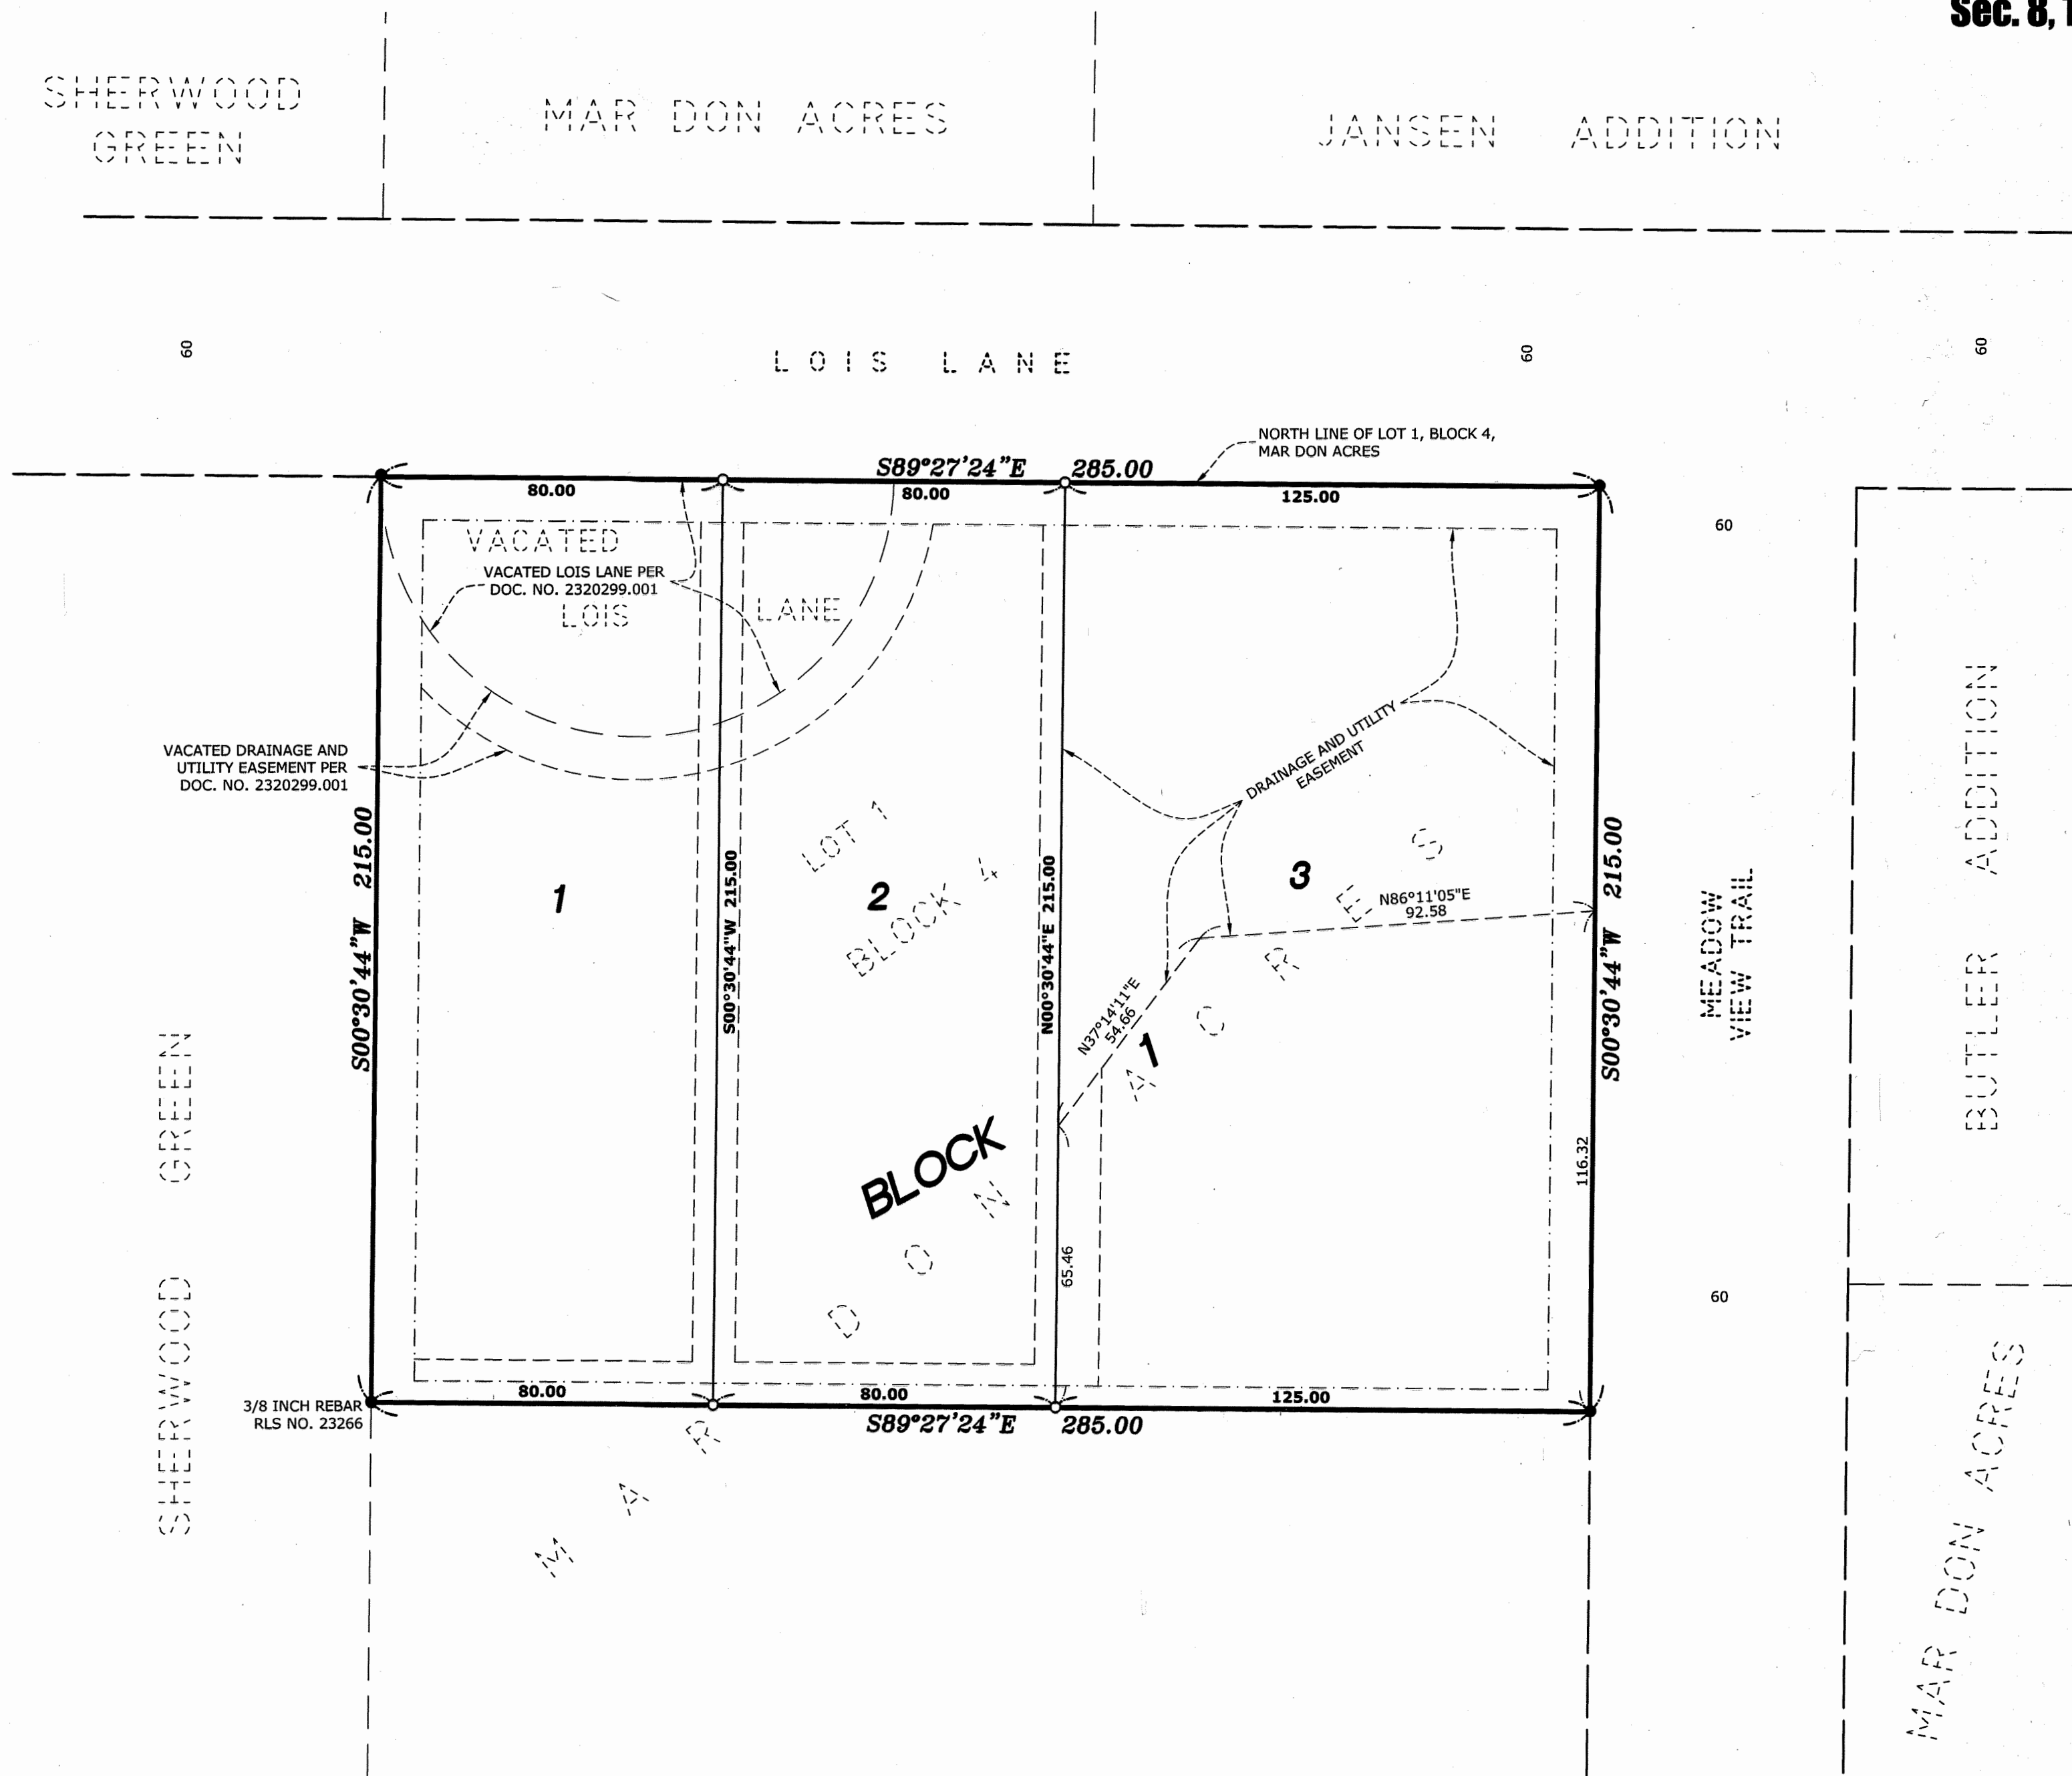 Sec. 8,
SHERWOOD
GREEN
MAR DON ACRES
JANSEN ADDITION
60
LOIS LANE
60
60
NORTH LINE OF LOT 1, BLOCK 4,
MAR DON ACRES
S89°27'24"E 285.00
80.00
80.00
125.00
60
VACATED
VACATED LOIS LANE PER
DOC. NO. 2320299.001
LOIS LANE
VACATED DRAINAGE AND
UTILITY EASEMENT PER
DOC. NO. 2320299.001
DRAINAGE AND UTILITY
EASEMENT
S00°30'44"W 215.00
1
S00°30'44"W 215.00
LOT 1
BLOCK 4
2
N00°30'44"E 215.00
3
N86°11'05"E
92.58
N37°14'11"E
54.66
S00°30'44"W 215.00
MEADOW
VIEW TRAIL
BUTLER ADDITION
SHERWOOD GREEN
BLOCK 1
65.46
116.32
60
MAR DON ACRES
80.00
80.00
125.00
3/8 INCH REBAR
RLS NO. 23266
S89°27'24"E 285.00
MAR DON ACRES